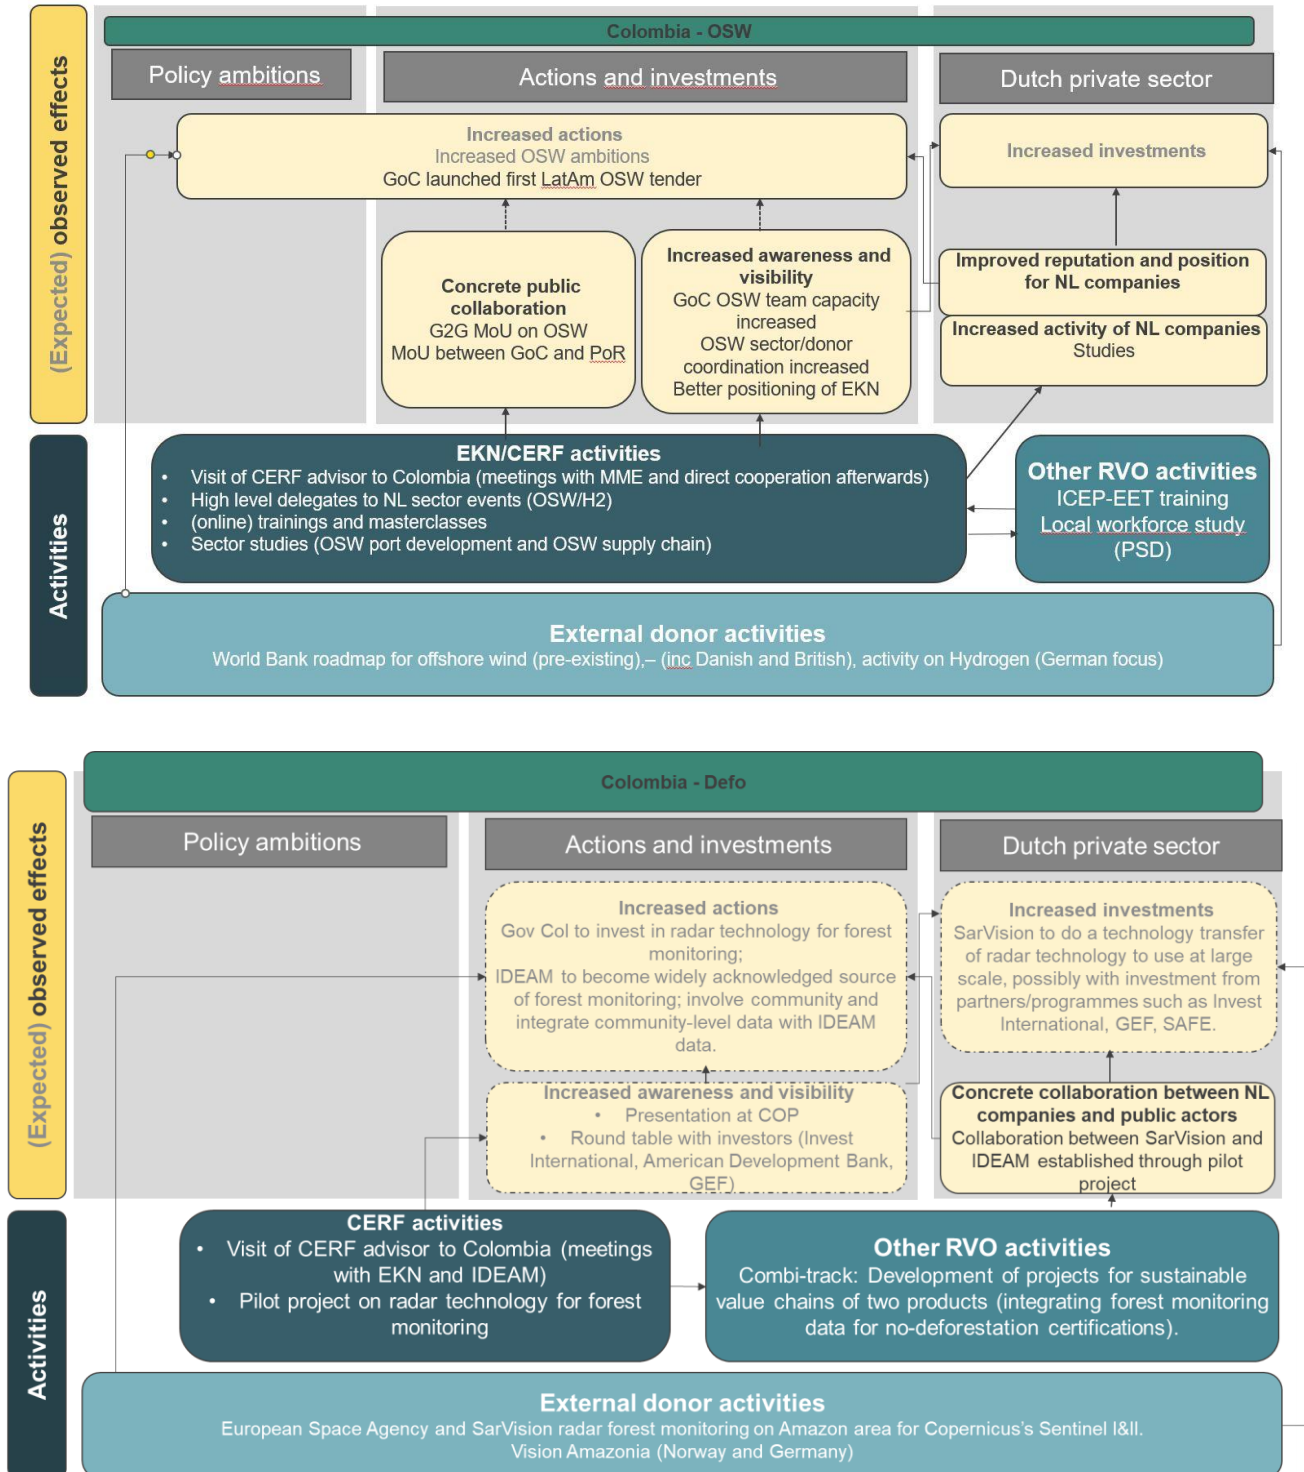 Colombia - OSW
(Expected) observed effects
Policy ambitions
Actions and investments
Dutch private sector
Increased actions
Increased OSW ambitions
GoC launched first LatAm OSW tender
Increased investments
Concrete public
collaboration
G2G MoU on OSW
MoU between GoC and PoR
Increased awareness and
visibility
GoC OSW team capacity
increased
OSW sector/donor
coordination increased
Better positioning of EKN
Improved reputation and position
for NL companies
Increased activity of NL companies
Studies
Activities
EKN/CERF activities
• Visit of CERF advisor to Colombia (meetings with MME and direct cooperation afterwards)
• High level delegates to NL sector events (OSW/H2)
• (online) trainings and masterclasses
• Sector studies (OSW port development and OSW supply chain)
Other RVO activities
ICEP-EET training
Local workforce study
(PSD)
External donor activities
World Bank roadmap for offshore wind (pre-existing),– (inc Danish and British), activity on Hydrogen (German focus)
Colombia - Defo
(Expected) observed effects
Policy ambitions
Actions and investments
Dutch private sector
Increased actions
Gov Col to invest in radar technology for forest
monitoring;
IDEAM to become widely acknowledged source
of forest monitoring; involve community and
integrate community-level data with IDEAM
data.
Increased investments
SarVision to do a technology transfer
of radar technology to use at large
scale, possibly with investment from
partners/programmes such as Invest
International, GEF, SAFE.
Increased awareness and visibility
• Presentation at COP
• Round table with investors (Invest
International, American Development Bank,
GEF)
Concrete collaboration between NL
companies and public actors
Collaboration between SarVision and
IDEAM established through pilot
project
Activities
CERF activities
• Visit of CERF advisor to Colombia (meetings
with EKN and IDEAM)
• Pilot project on radar technology for forest
monitoring
Other RVO activities
Combi-track: Development of projects for sustainable
value chains of two products (integrating forest monitoring
data for no-deforestation certifications).
External donor activities
European Space Agency and SarVision radar forest monitoring on Amazon area for Copernicus's Sentinel I&II.
Vision Amazonia (Norway and Germany)